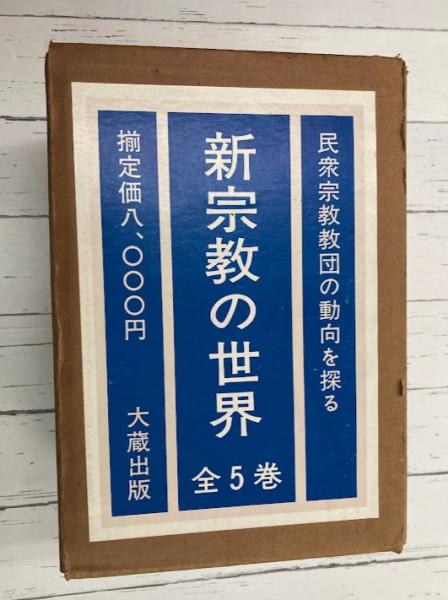 民衆宗教教団の動向を探る
新宗教の世界
全5巻
揃定価八、〇〇〇円
大蔵出版